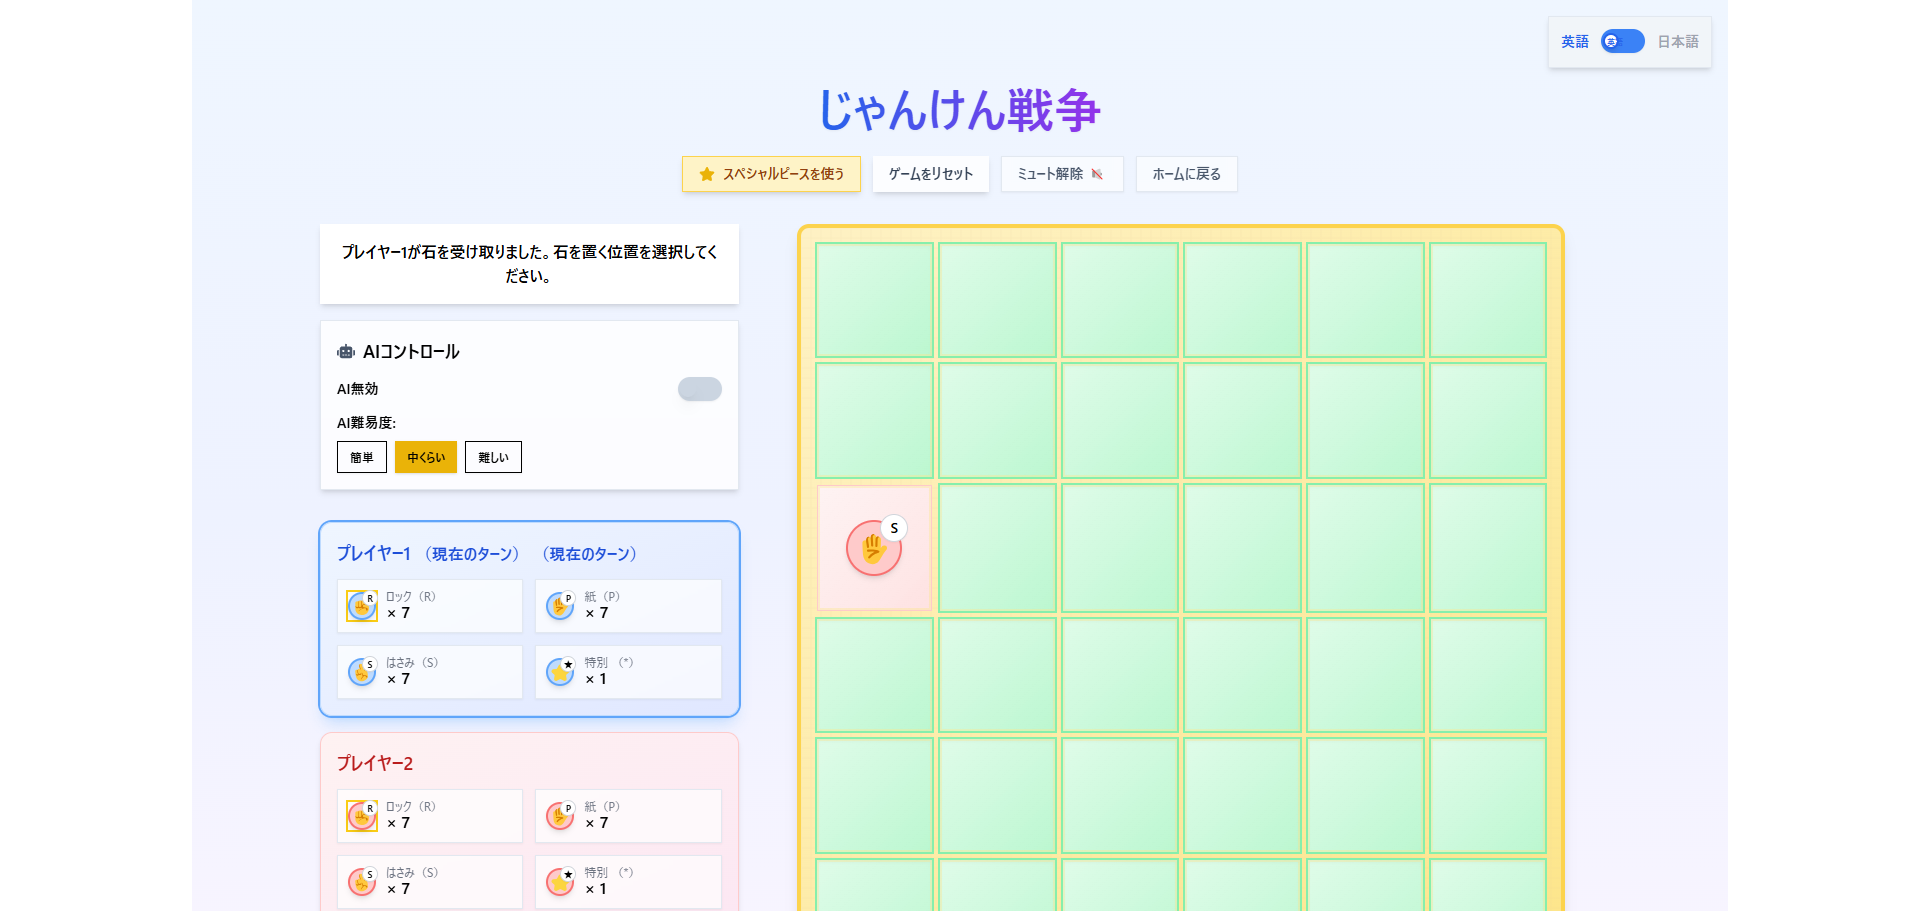 英語 英 日本語
じゃんけん戦争
スペシャルピースを使う ゲームをリセット ミュート解除 ホームに戻る
プレイヤー1が石を受け取りました。石を置く位置を選択してく
ださい。
AIコントロール
AI無効
AI難易度:
簡単 中くらい 難しい
プレイヤー1 （現在のターン） （現在のターン）
R ロック（R） P 紙（P）
× 7 × 7
S はさみ（S） ★ 特別 （*）
× 7 × 1
プレイヤー2
R ロック（R） P 紙（P）
× 7 × 7
S はさみ（S） ★ 特別 （*）
× 7 × 1
S